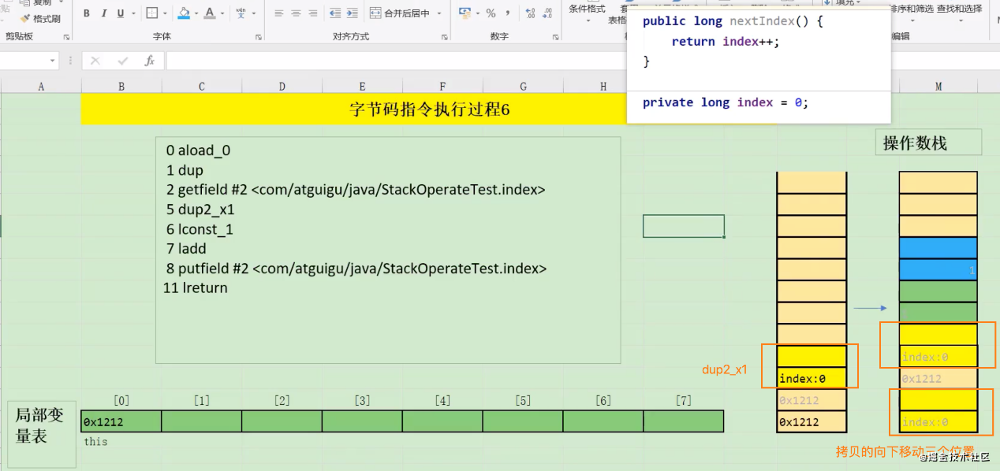 复制
格式刷
B I U
A
wén
文
合并后居中
%
条件格式
表格
填充
排序和筛选 查找和选择
剪贴板
字体
对齐方式
数字
编辑
fx
public long nextIndex() {
return index++;
}
private long index = 0;
A B C D E F G H M
字节码指令执行过程6
操作数栈
0 aload_0
1 dup
2 getfield #2 <com/atguigu/java/StackOperateTest.index>
5 dup2_x1
6 lconst_1
7 ladd
8 putfield #2 <com/atguigu/java/StackOperateTest.index>
11 lreturn
1
index:0
dup2_x1
index:0
0x1212
0x1212
0x1212
index:0
局部变
量表
[0] [1] [2] [3] [4] [5] [6] [7]
0x1212
this
拷贝的向下移动三个位置
@掘金技术社区